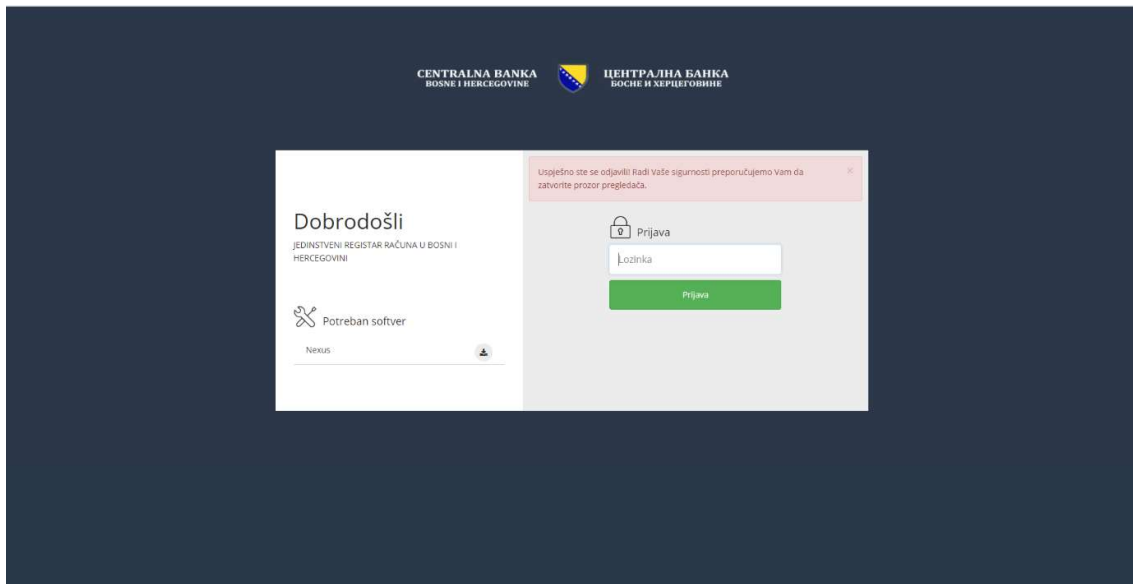 CENTRALNA BANKA
BOSNE I HERCEGOVINE
ЦЕНТРАЛНА БАНКА
БОСНЕ И ХЕРЦЕГОВИНЕ
Dobrodošli
JEDINSTVENI REGISTAR RAČUNA U BOSNI I
HERCEGOVINI
Potreban softver
Nexus
Uspješno ste se odjavili! Radi Vaše sigurnosti preporučujemo Vam da
zatvorite prozor pregledača.
×
Prijava
Lozinka
Prijava